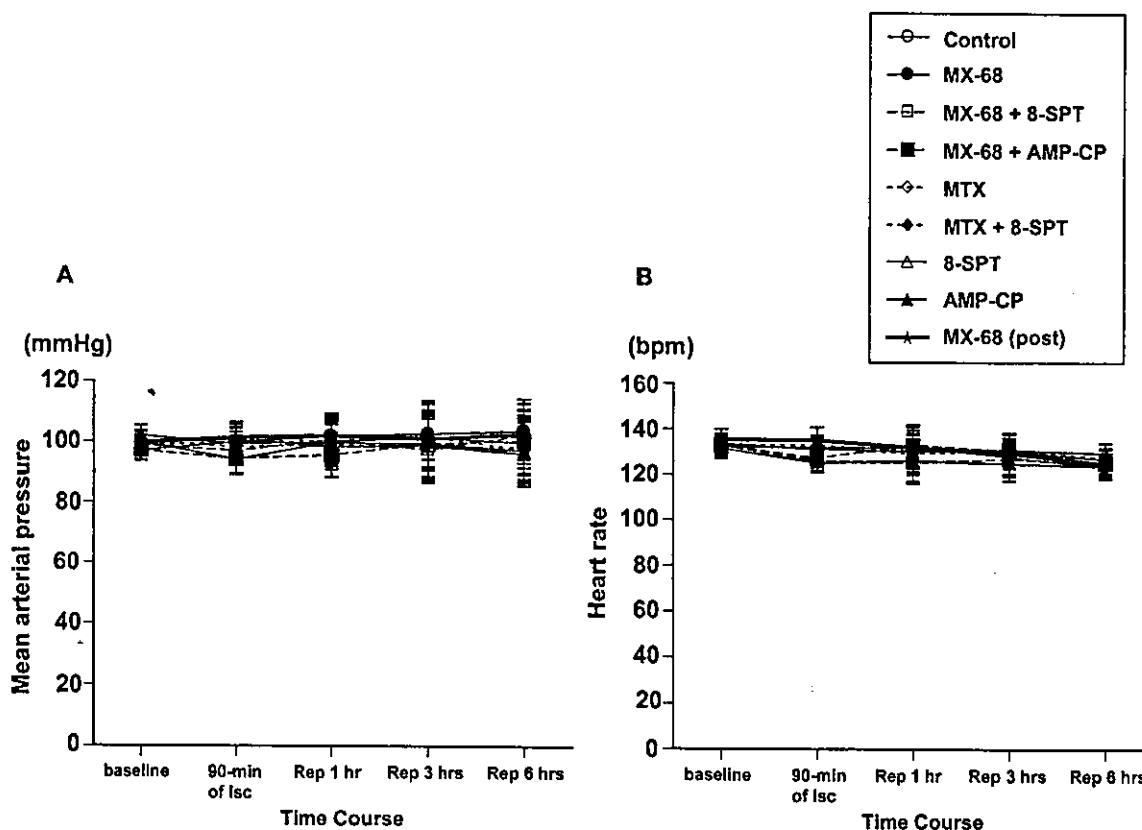 Control
MX-68
MX-68 + 8-SPT
MX-68 + AMP-CP
MTX
MTX + 8-SPT
8-SPT
AMP-CP
MX-68 (post)
A
(mmHg)
Mean arterial pressure
120
100
80
60
40
20
0
baseline
90-min
of Isc
Rep 1 hr
Rep 3 hrs
Rep 6 hrs
Time Course
B
(bpm)
Heart rate
160
140
120
100
80
60
40
20
0
baseline
90-min
of Isc
Rep 1 hr
Rep 3 hrs
Rep 6 hrs
Time Course